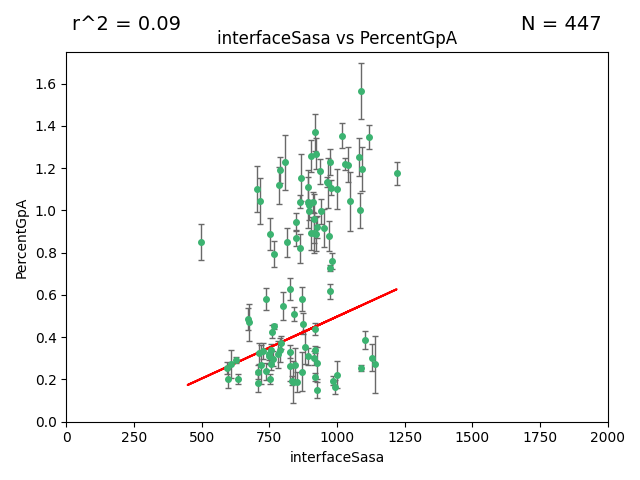 r^2 = 0.09
N = 447
interfaceSasa vs PercentGpA
PercentGpA
1.6
1.4
1.2
1.0
0.8
0.6
0.4
0.2
0.0
0 250 500 750 1000 1250 1500 1750 2000
interfaceSasa